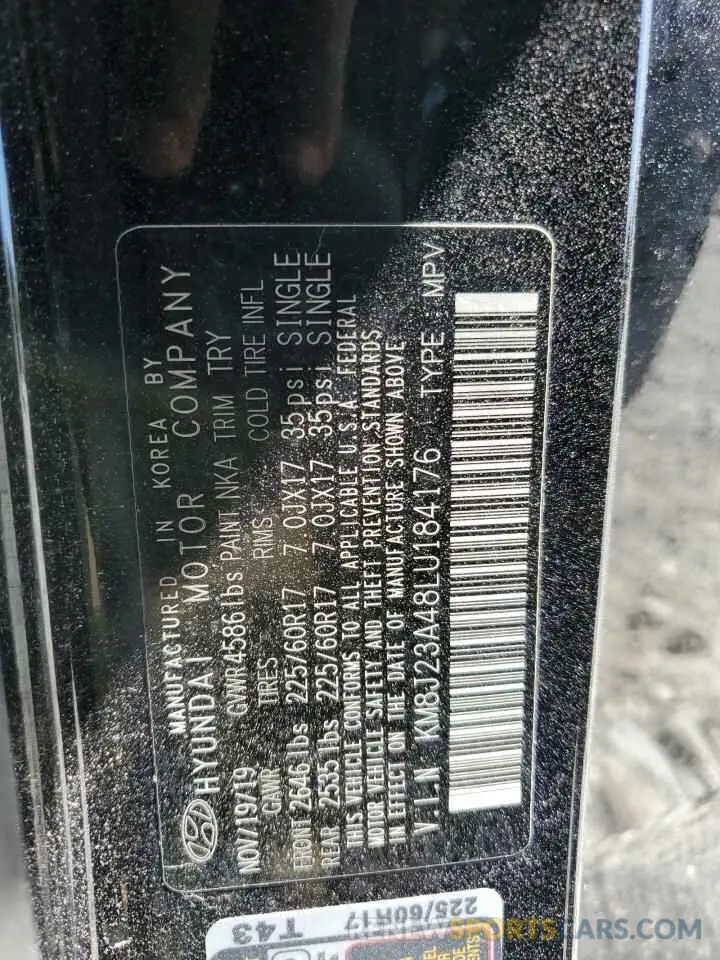 MANUFACTURED IN KOREA BY
HYUNDAI MOTOR COMPANY
NOV/19/19 GVWR 4586 lbs PAINT NKA TRIM TRY
GAWR TIRES RIMS COLD TIRE INFL
FRONT 2646 lbs 225/60R17 7.0JX17 35psi SINGLE
REAR 2535 lbs 225/60R17 7.0JX17 35psi SINGLE
THIS VEHICLE CONFORMS TO ALL APPLICABLE U.S.A. FEDERAL
MOTOR VEHICLE SAFETY AND THEFT PREVENTION STANDARDS
IN EFFECT ON THE DATE OF MANUFACTURE SHOWN ABOVE
V.I.N KM8J23A48LU184176 TYPE MPV
225/60R17
T43
RENEWSPORTSCARS.COM